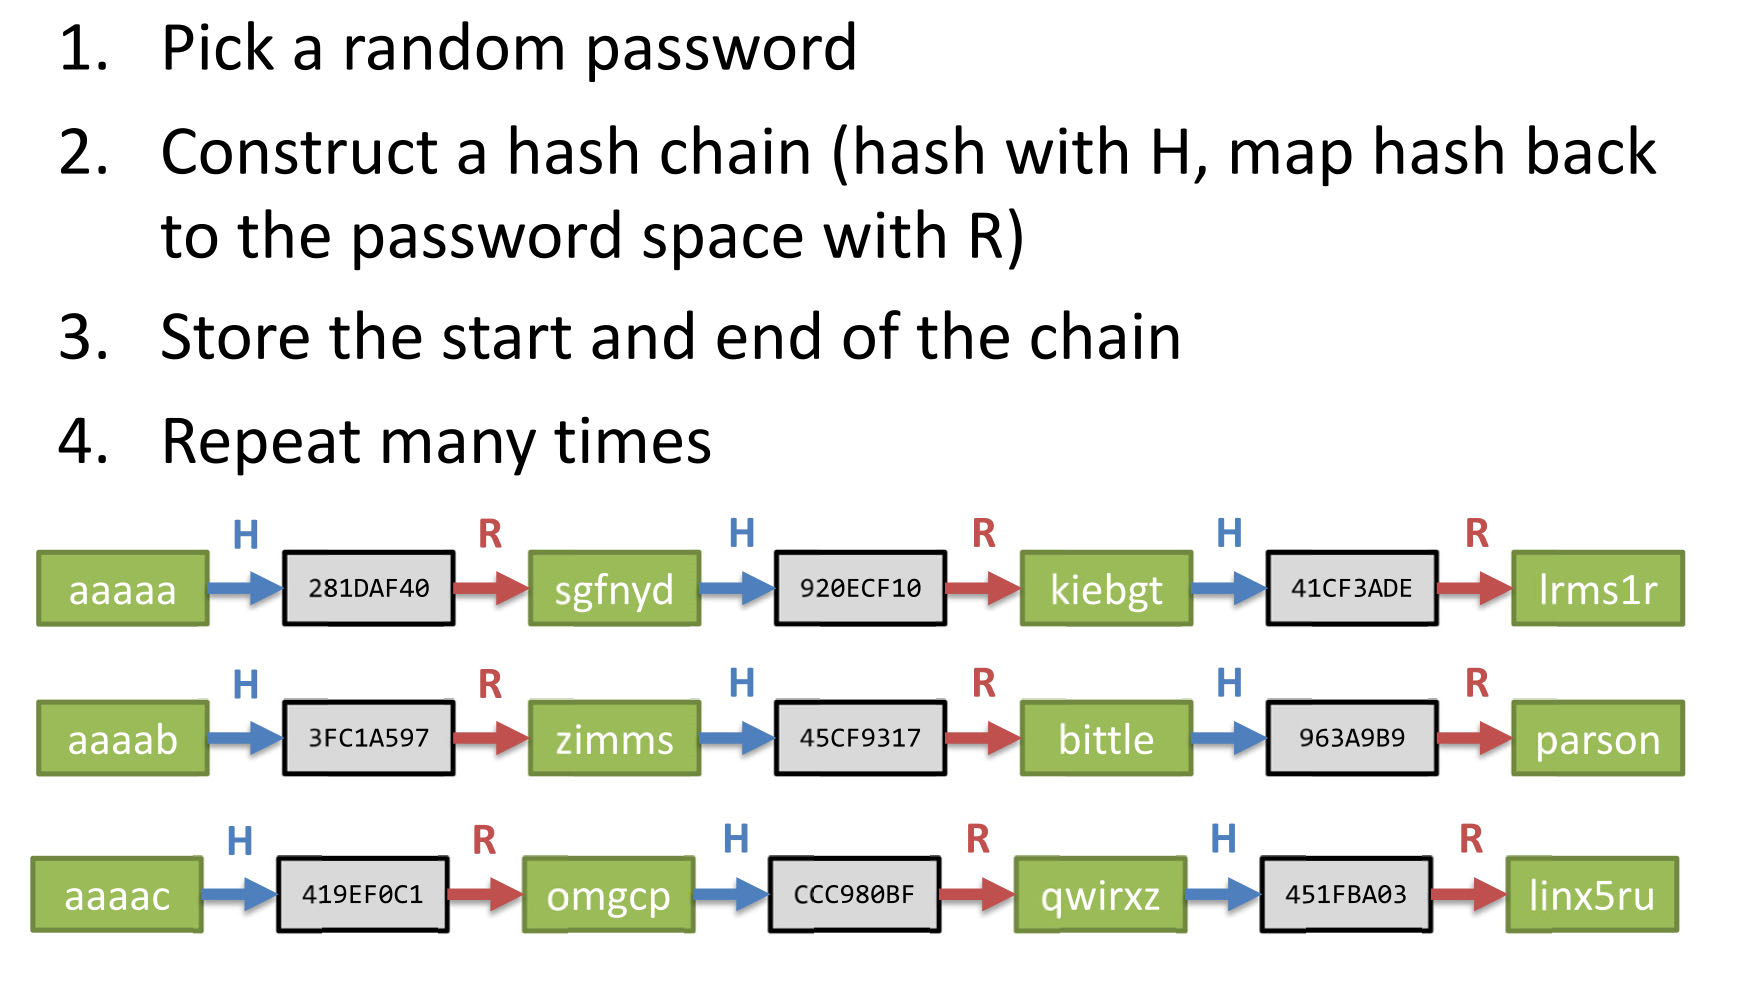 1. Pick a random password
2. Construct a hash chain (hash with H, map hash back
to the password space with R)
3. Store the start and end of the chain
4. Repeat many times
H R H R H R
aaaaa 281DAF40 sgfnyd 920ECF10 kiebgt 41CF3ADE lrms1r
H R H R H R
aaaab 3FC1A597 zimms 45CF9317 bittle 963A9B9 parson
H R H R H R
aaaac 419EF0C1 omgcp CCC980BF qwirxz 451FBA03 linx5ru